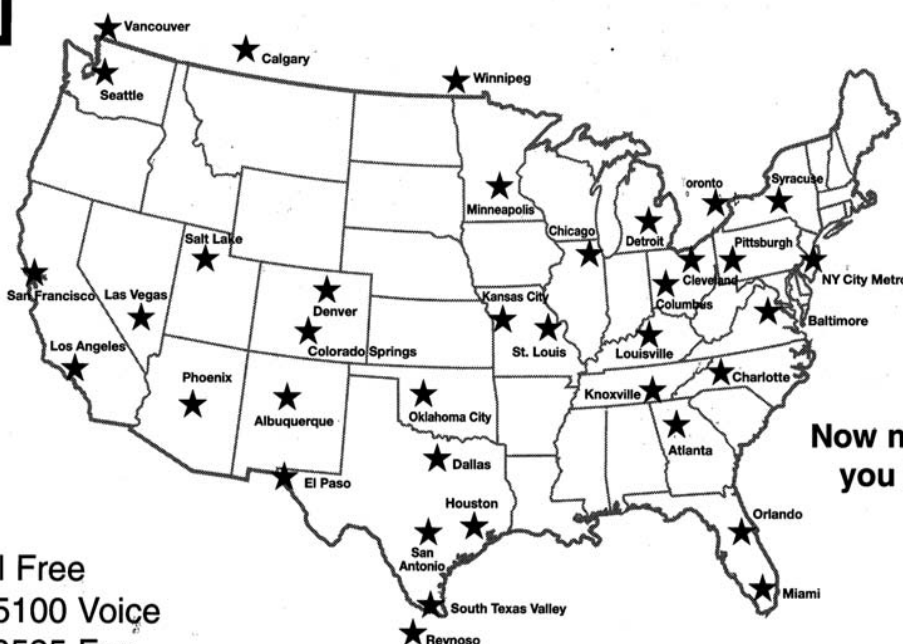 Vancouver
Calgary
Winnipeg
Seattle
Minneapolis
oronto
Syracuse
Chicago
Detroit
Pittsburgh
Salt Lake
Cleveland
NY City Metro
San Francisco
Las Vegas
Denver
Kansas City
Columbus
Baltimore
Los Angeles
Colorado Springs
St. Louis
Louisville
Phoenix
Albuquerque
Oklahoma City
Knoxville
Charlotte
Atlanta
Now
you
Dallas
El Paso
Houston
San
Antonio
Orlando
Miami
South Texas Valley
Reynoso
Free
5100 Voice